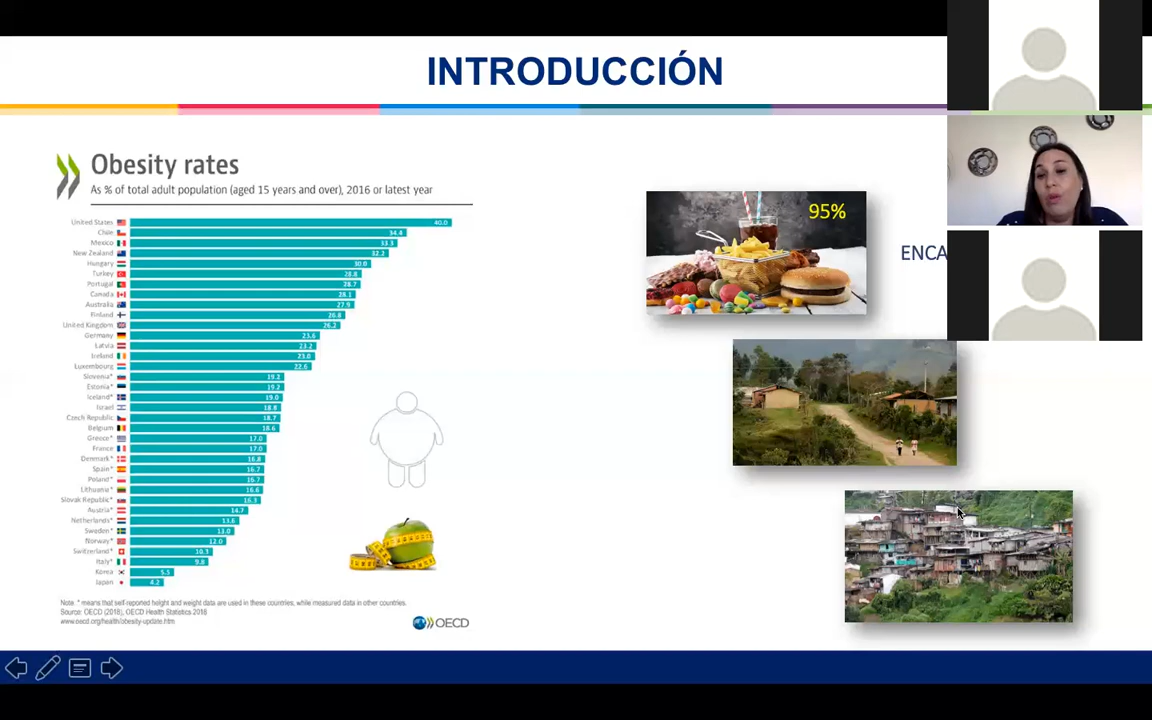 INTRODUCCIÓN
Obesity rates
As % of total adult population (aged 15 years and over), 2016 or latest year
United States 40.0
Chile 34.4
Mexico 33.3
New Zealand 32.2
Hungary 30.0
Turkey 28.8
Portugal 28.7
Canada 28.1
Australia 27.9
Finland 26.8
United Kingdom 26.2
Germany 23.6
Latvia 23.2
Ireland 23.0
Luxembourg 22.6
Slovenia* 19.2
Estonia* 19.2
Iceland* 19.0
Israel 18.8
Czech Republic 18.7
Belgium 18.6
Greece* 17.0
France 17.0
Denmark* 16.8
Spain* 16.7
Poland* 16.7
Lithuania* 16.6
Slovak Republic* 16.3
Austria* 14.7
Netherlands* 13.6
Sweden* 13.0
Norway* 12.0
Switzerland* 10.3
Italy* 9.8
Korea 5.5
Japan 4.2
Note. * means that self-reported height and weight data are used in these countries, while measured data in other countries.
Source: OECD (2018), OECD Health Statistics 2018
www.oecd.org/health/obesity-update.htm
OECD
95%
ENCA